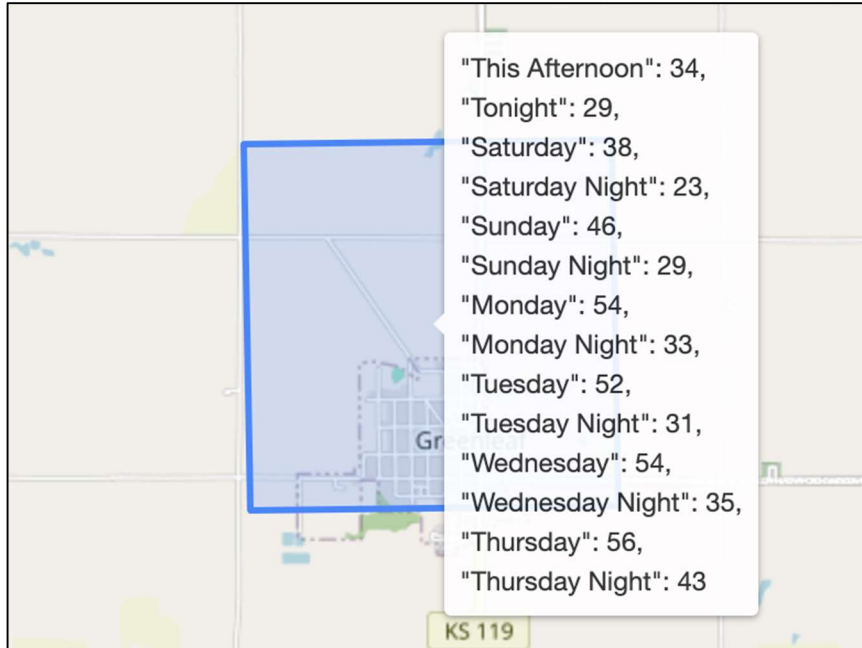 "This Afternoon": 34,
"Tonight": 29,
"Saturday": 38,
"Saturday Night": 23,
"Sunday": 46,
"Sunday Night": 29,
"Monday": 54,
"Monday Night": 33,
"Tuesday": 52,
"Tuesday Night": 31,
"Wednesday": 54,
"Wednesday Night": 35,
"Thursday": 56,
"Thursday Night": 43
Greenleaf
KS 119